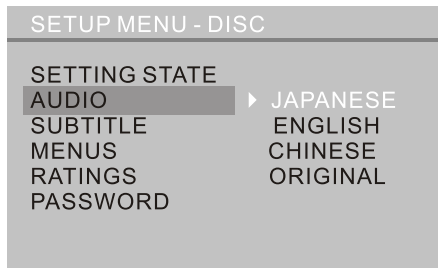 SETUP MENU - DISC
SETTING STATE
AUDIO JAPANESE
SUBTITLE ENGLISH
MENUS CHINESE
RATINGS ORIGINAL
PASSWORD